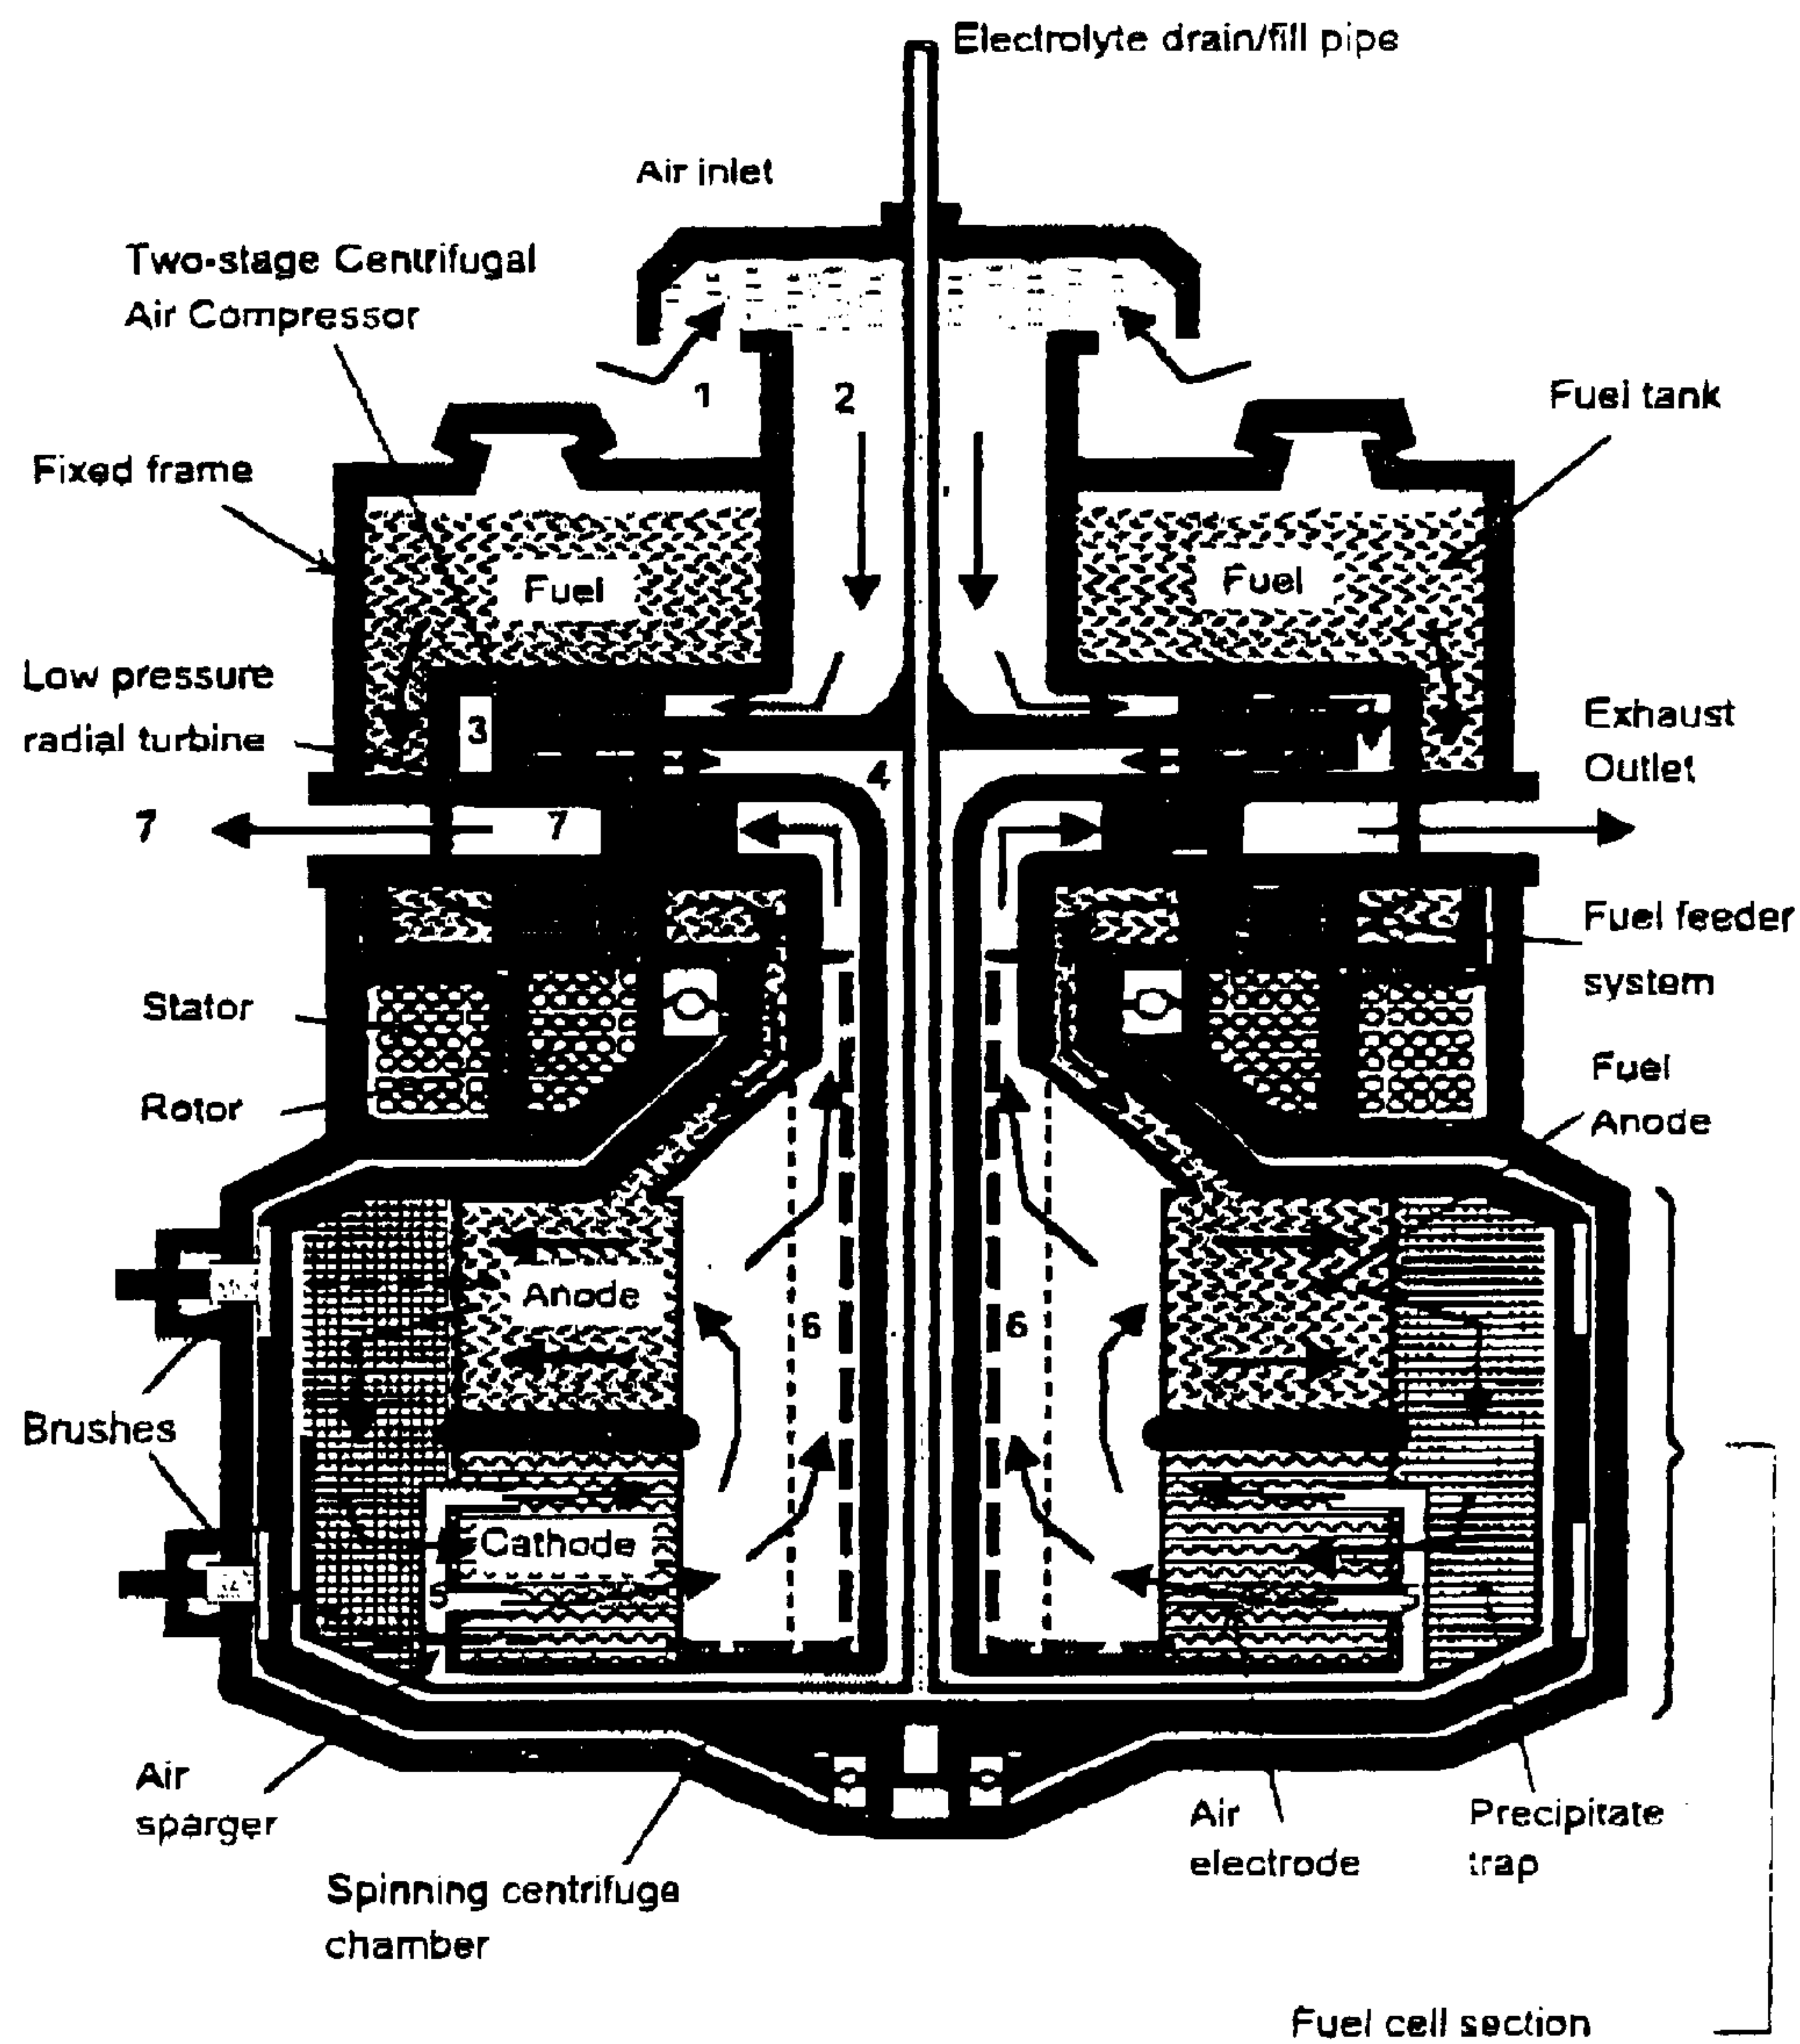 Electrolyte drain/fill pipe
Air inlet
Two-stage Centrifugal
Air Compressor
1
2
Fuel tank
Fixed frame
Fuel
Fuel
Low pressure
radial turbine
3
Exhaust
Outlet
4
7
7
Fuel feeder
system
Stator
Rotor
Fuel
Anode
Anode
6
6
Brushes
Cathode
5
Air
sparger
Air
electrode
Precipitate
trap
Spinning centrifuge
chamber
Fuel cell section